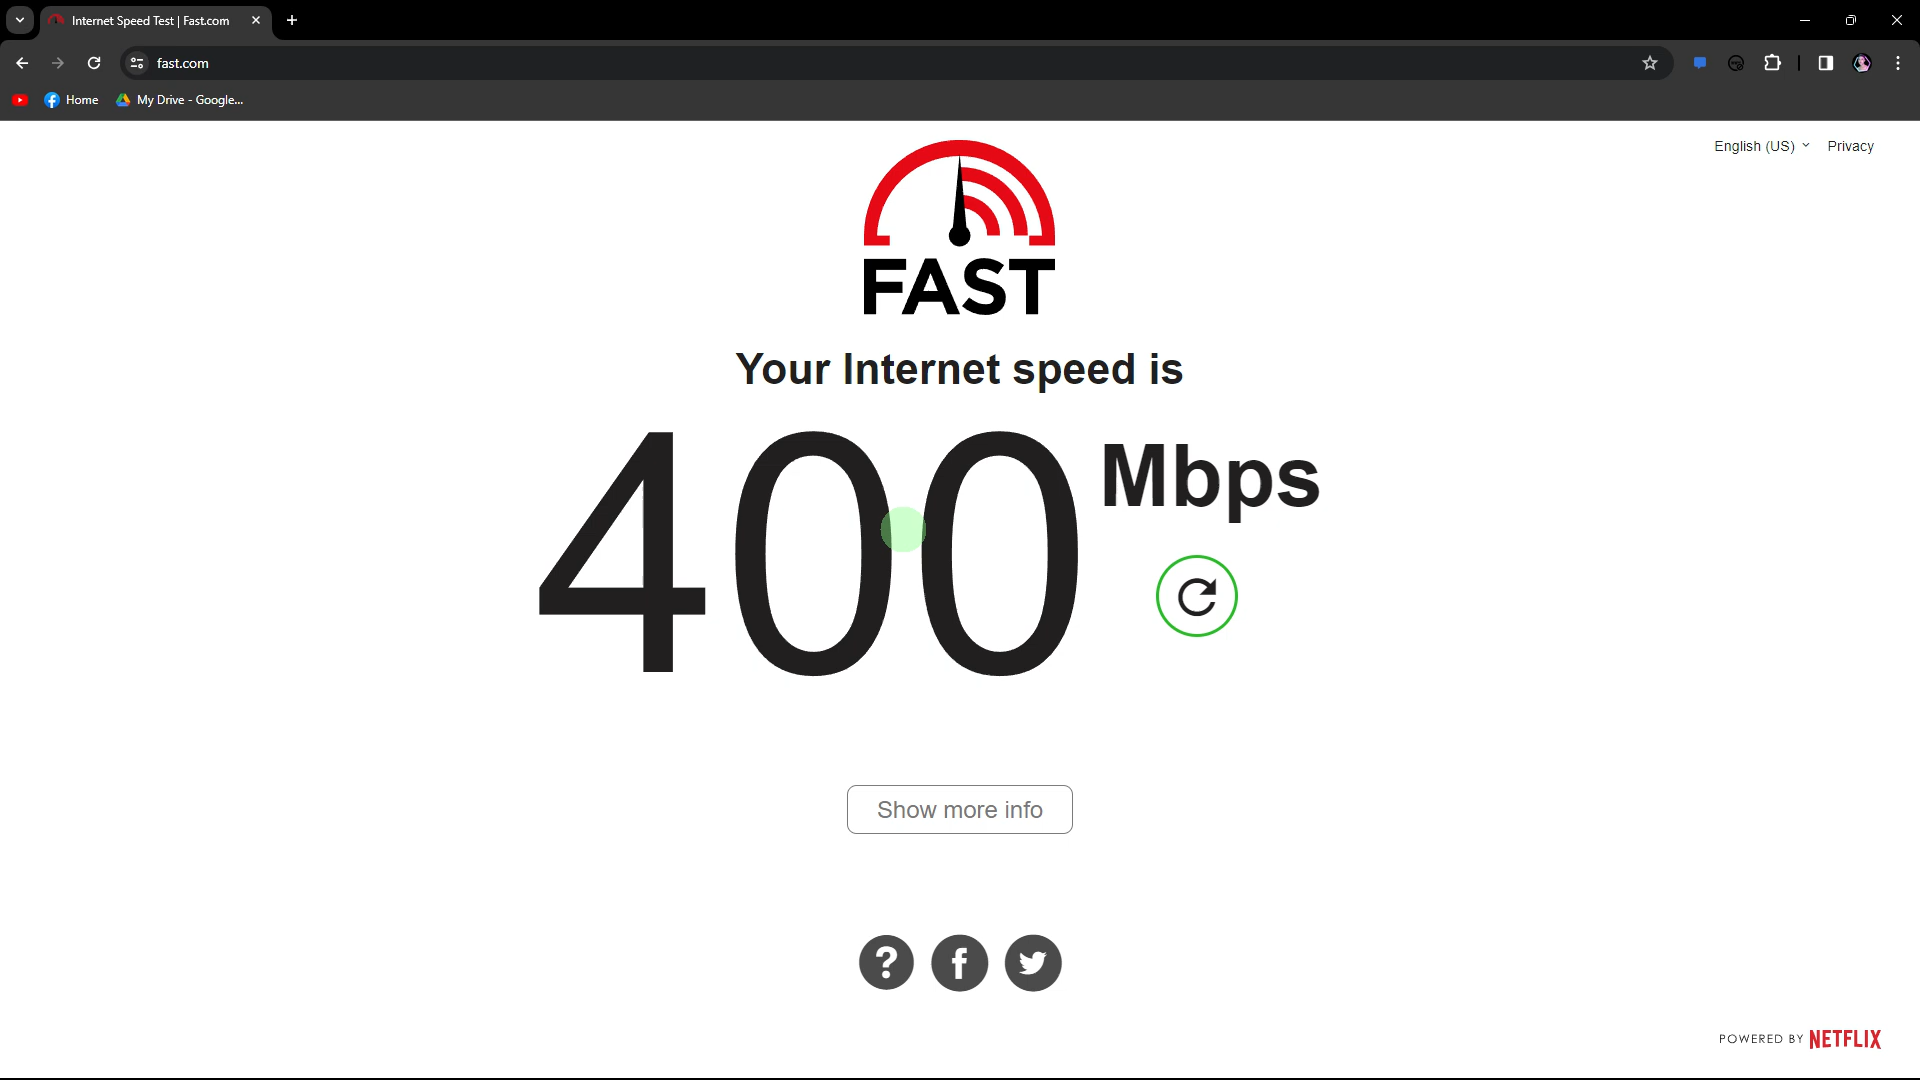 Internet Speed Test | Fast.com
fast.com
Home
My Drive - Google...
English (US)
Privacy
FAST
Your Internet speed is
400 Mbps
Show more info
?
f
POWERED BY NETFLIX